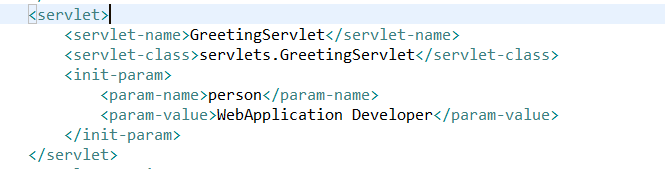 <servlet>
<servlet-name>GreetingServlet</servlet-name>
<servlet-class>servlets.GreetingServlet</servlet-class>
<init-param>
<param-name>person</param-name>
<param-value>WebApplication Developer</param-value>
</init-param>
</servlet>